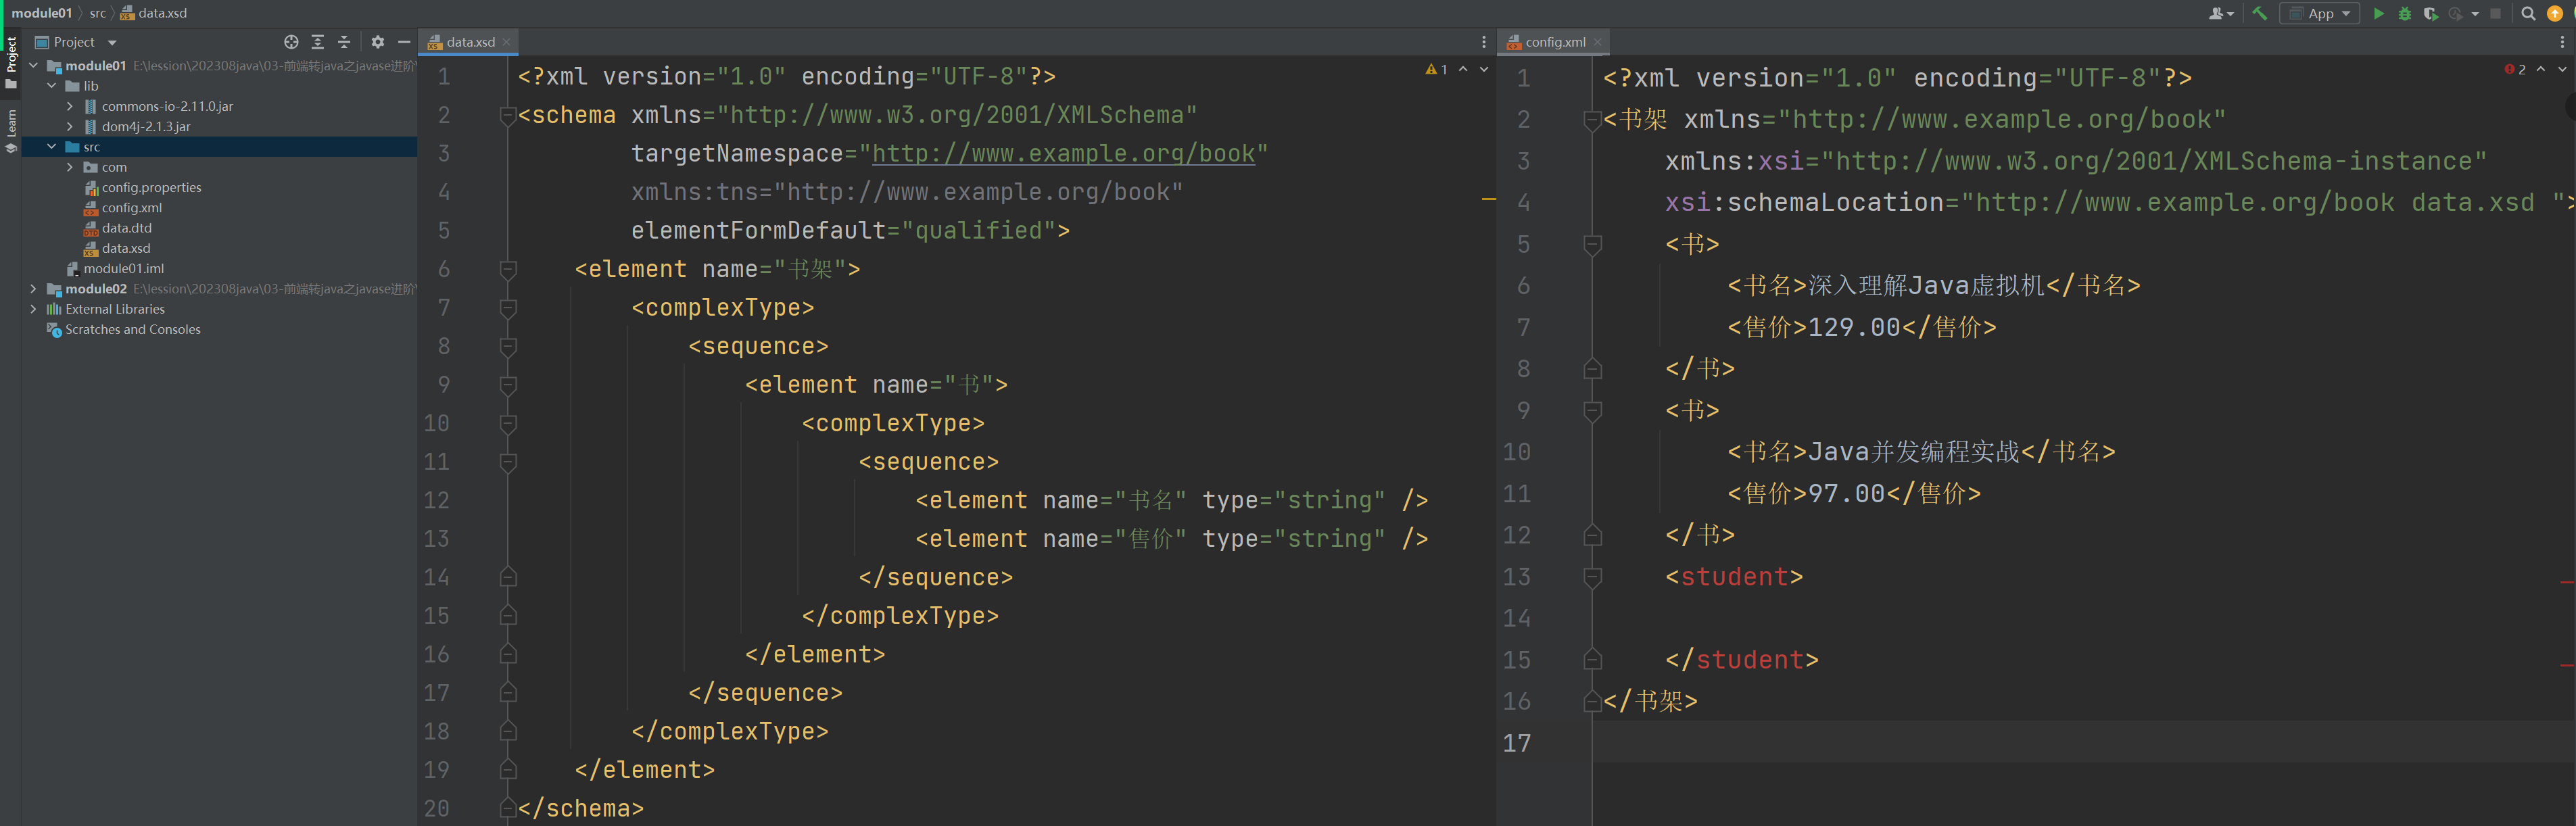 module01 src data.xsd
App
Project
module01 E:\lession\202308java\03-前端转java之javase进阶\
lib
commons-io-2.11.0.jar
dom4j-2.1.3.jar
src
com
config.properties
config.xml
data.dtd
data.xsd
module01.iml
module02 E:\lession\202308java\03-前端转java之javase进阶\
External Libraries
Scratches and Consoles
Project
Learn
data.xsd
1
1 <?xml version="1.0" encoding="UTF-8"?>
2 <schema xmlns="http://www.w3.org/2001/XMLSchema"
3 targetNamespace="http://www.example.org/book"
4 xmlns:tns="http://www.example.org/book"
5 elementFormDefault="qualified">
6 <element name="书架">
7 <complexType>
8 <sequence>
9 <element name="书">
10 <complexType>
11 <sequence>
12 <element name="书名" type="string" />
13 <element name="售价" type="string" />
14 </sequence>
15 </complexType>
16 </element>
17 </sequence>
18 </complexType>
19 </element>
20 </schema>
config.xml
2
1 <?xml version="1.0" encoding="UTF-8"?>
2 <书架 xmlns="http://www.example.org/book"
3 xmlns:xsi="http://www.w3.org/2001/XMLSchema-instance"
4 xsi:schemaLocation="http://www.example.org/book data.xsd ">
5 <书>
6 <书名>深入理解Java虚拟机</书名>
7 <售价>129.00</售价>
8 </书>
9 <书>
10 <书名>Java并发编程实战</书名>
11 <售价>97.00</售价>
12 </书>
13 <student>
14
15 </student>
16 </书架>
17